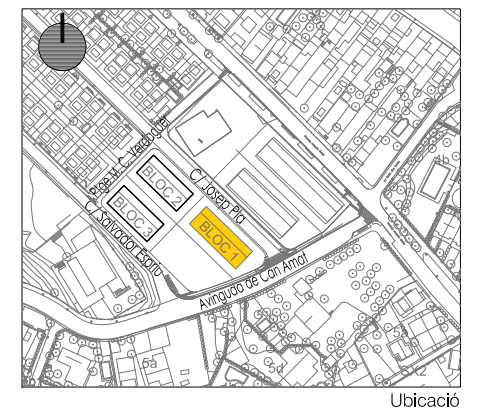 Ptge M. C. Verdaguer
BLOC 2
C/ Josep Pla
BLOC 3
C/ Salvador Espriu
BLOC 1
Avinguda de Can Amat
Ubicació